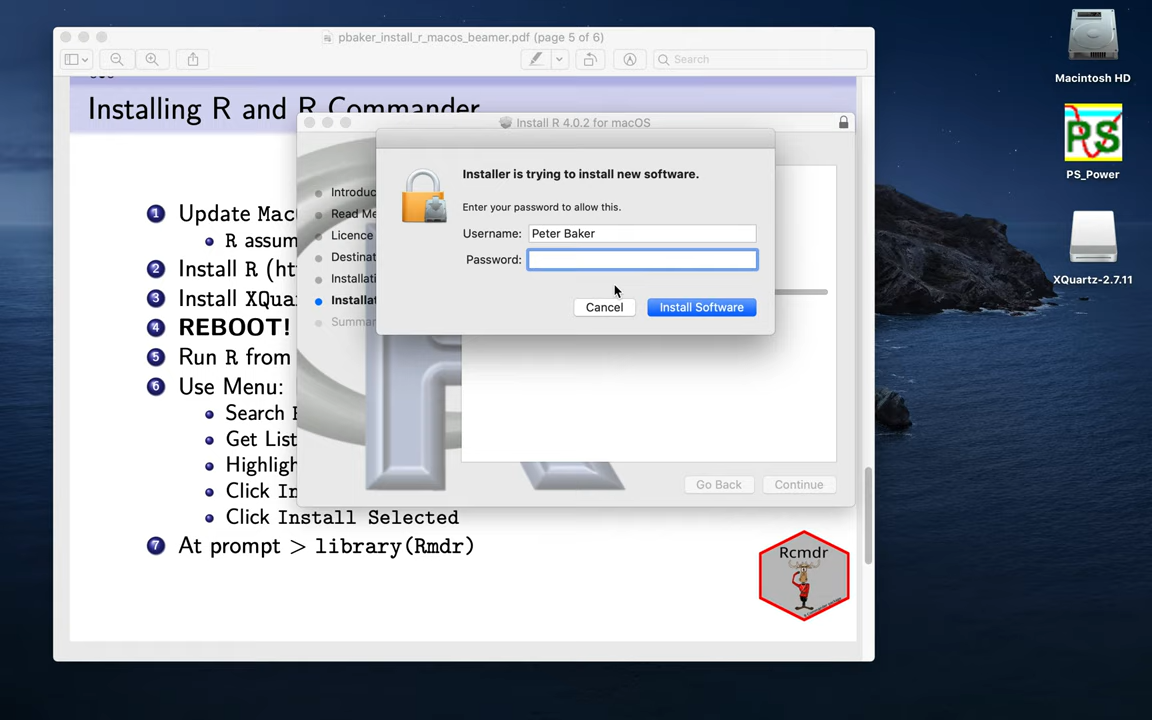 pbaker_install_r_macos_beamer.pdf (page 5 of 6)
Search
Installing R and R Commander
Install R 4.0.2 for macOS
Installer is trying to install new software.
Enter your password to allow this.
Username: Peter Baker
Password:
Cancel
Install Software
Introduc
Read Me
Licence
Destinat
Installati
Installat
Summar
Go Back
Continue
1 Update Mac
R assum
2 Install R (ht
3 Install XQuar
4 REBOOT!
5 Run R from
6 Use Menu:
Search
Get List
Highligh
Click In
Click Install Selected
7 At prompt > library(Rmdr)
Rcmdr
Macintosh HD
PS
PS_Power
XQuartz-2.7.11